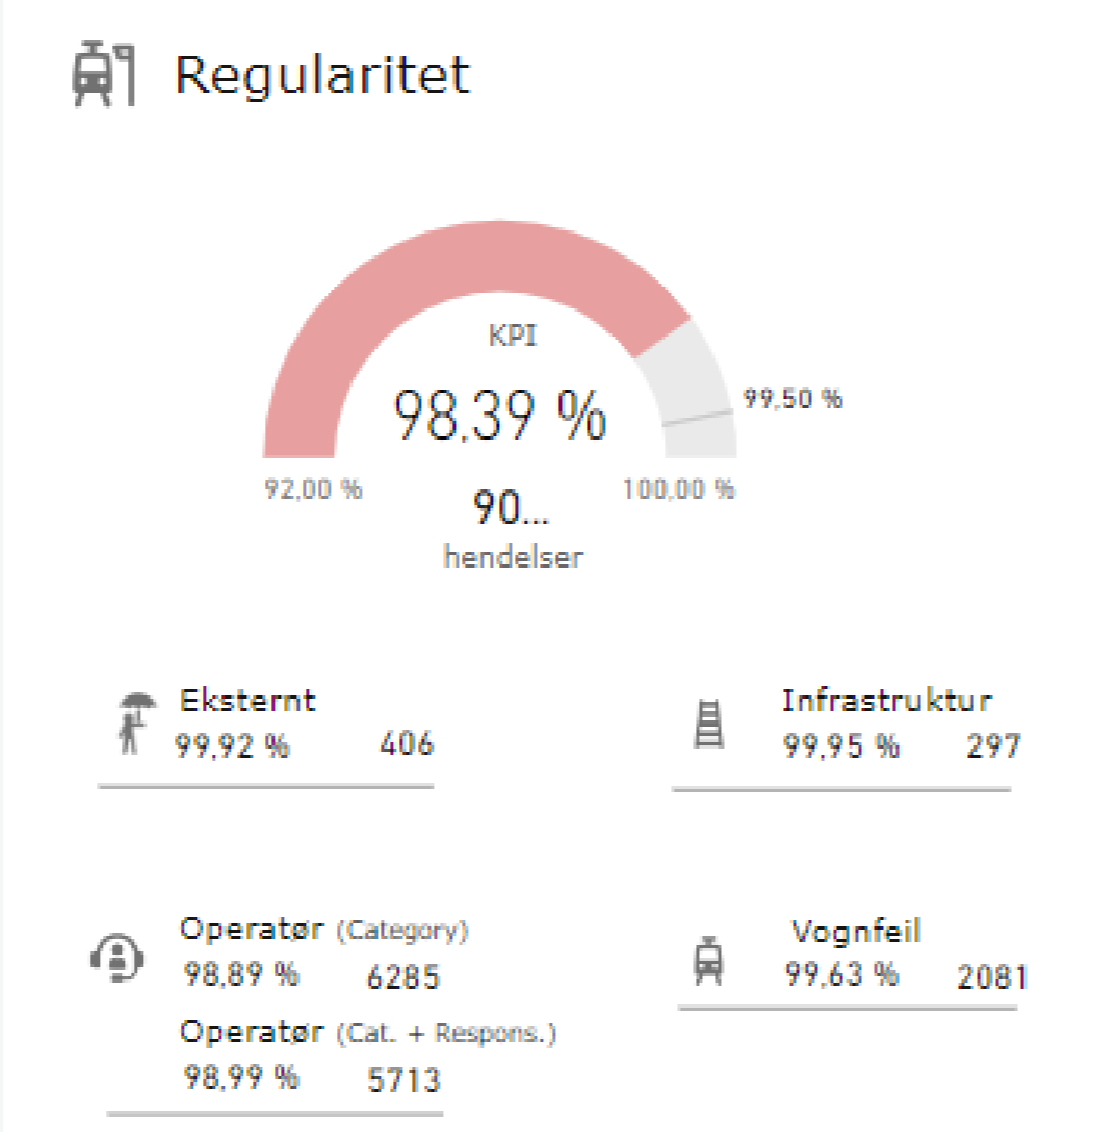 Regularitet
KPI
98,39 %
99,50 %
92,00 %
100,00 %
90...
hendelser
Eksternt
99,92 % 406
Infrastruktur
99,95 % 297
Operatør (Category)
98,89 % 6285
Operatør (Cat. + Respons.)
98,99 % 5713
Vognfeil
99,63 % 2081